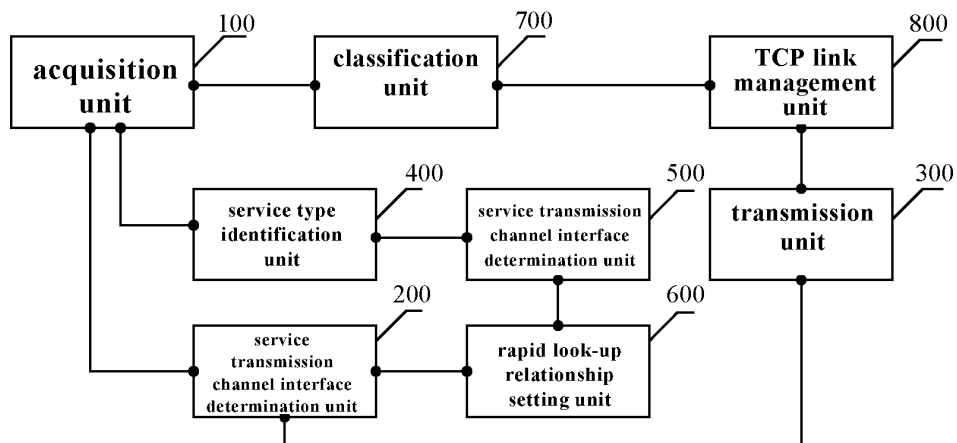 100
acquisition
unit
700
classification
unit
800
TCP link
management
unit
400
service type
identification
unit
500
service transmission
channel interface
determination unit
300
transmission
unit
200
service
transmission
channel interface
determination unit
600
rapid look-up
relationship
setting unit